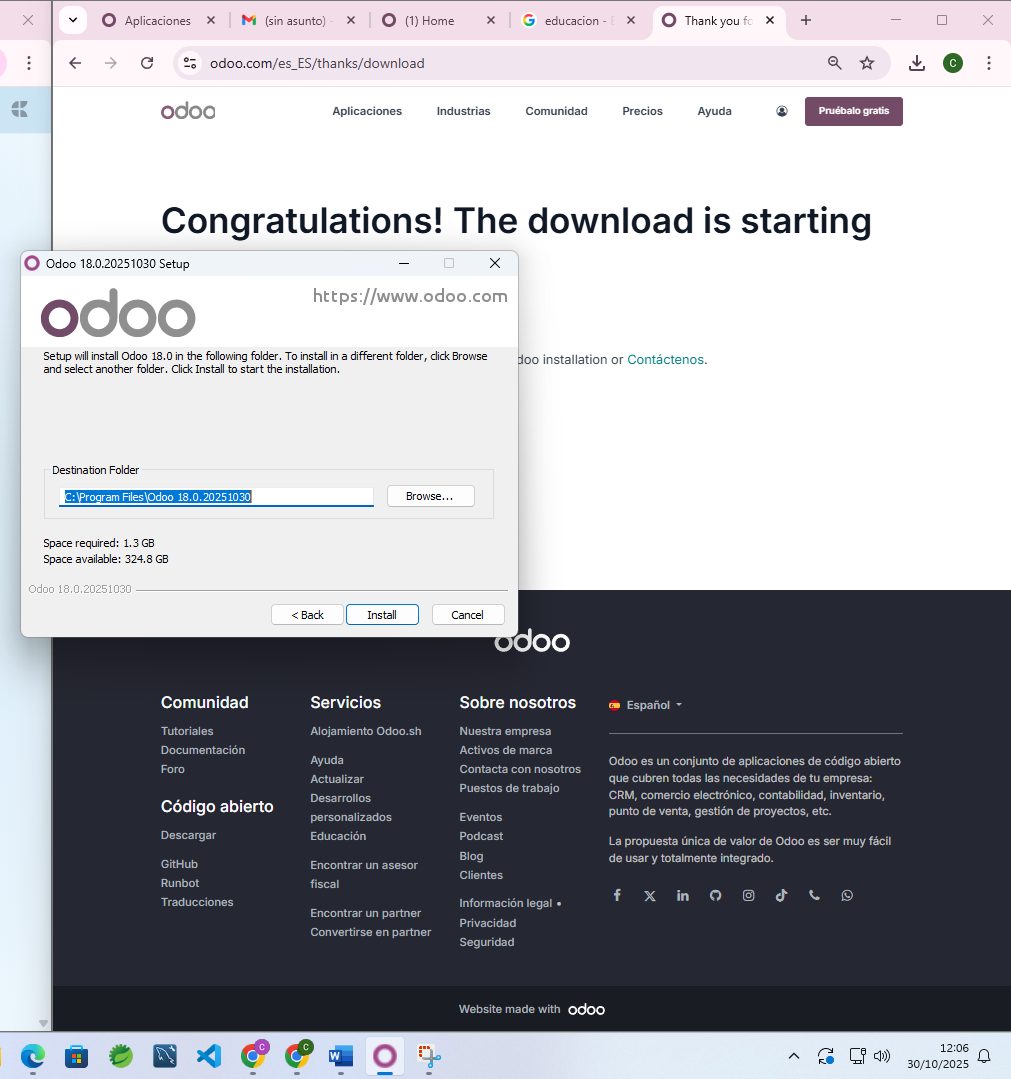 Aplicaciones
(sin asunto)
(1) Home
educacion -
Thank you fo
odoo.com/es_ES/thanks/download
C
odoo
Aplicaciones
Industrias
Comunidad
Precios
Ayuda
Pruébalo gratis
Congratulations! The download is starting
Odoo 18.0.20251030 Setup
odoo
https://www.odoo.com
Setup will install Odoo 18.0 in the following folder. To install in a different folder, click Browse
and select another folder. Click Install to start the installation.
doo installation or Contáctenos.
Destination Folder
C:\Program Files\Odoo 18.0.20251030
Browse...
Space required: 1.3 GB
Space available: 324.8 GB
Odoo 18.0.20251030
< Back
Install
Cancel
odoo
Comunidad
Tutoriales
Documentación
Foro
Código abierto
Descargar
GitHub
Runbot
Traducciones
Servicios
Alojamiento Odoo.sh
Ayuda
Actualizar
Desarrollos
personalizados
Educación
Encontrar un asesor
fiscal
Encontrar un partner
Convertirse en partner
Sobre nosotros
Nuestra empresa
Activos de marca
Contacta con nosotros
Puestos de trabajo
Eventos
Podcast
Blog
Clientes
Información legal •
Privacidad
Seguridad
Español
Odoo es un conjunto de aplicaciones de código abierto
que cubren todas las necesidades de tu empresa:
CRM, comercio electrónico, contabilidad, inventario,
punto de venta, gestión de proyectos, etc.
La propuesta única de valor de Odoo es ser muy fácil
de usar y totalmente integrado.
Website made with odoo
C
C
W
12:06
30/10/2025